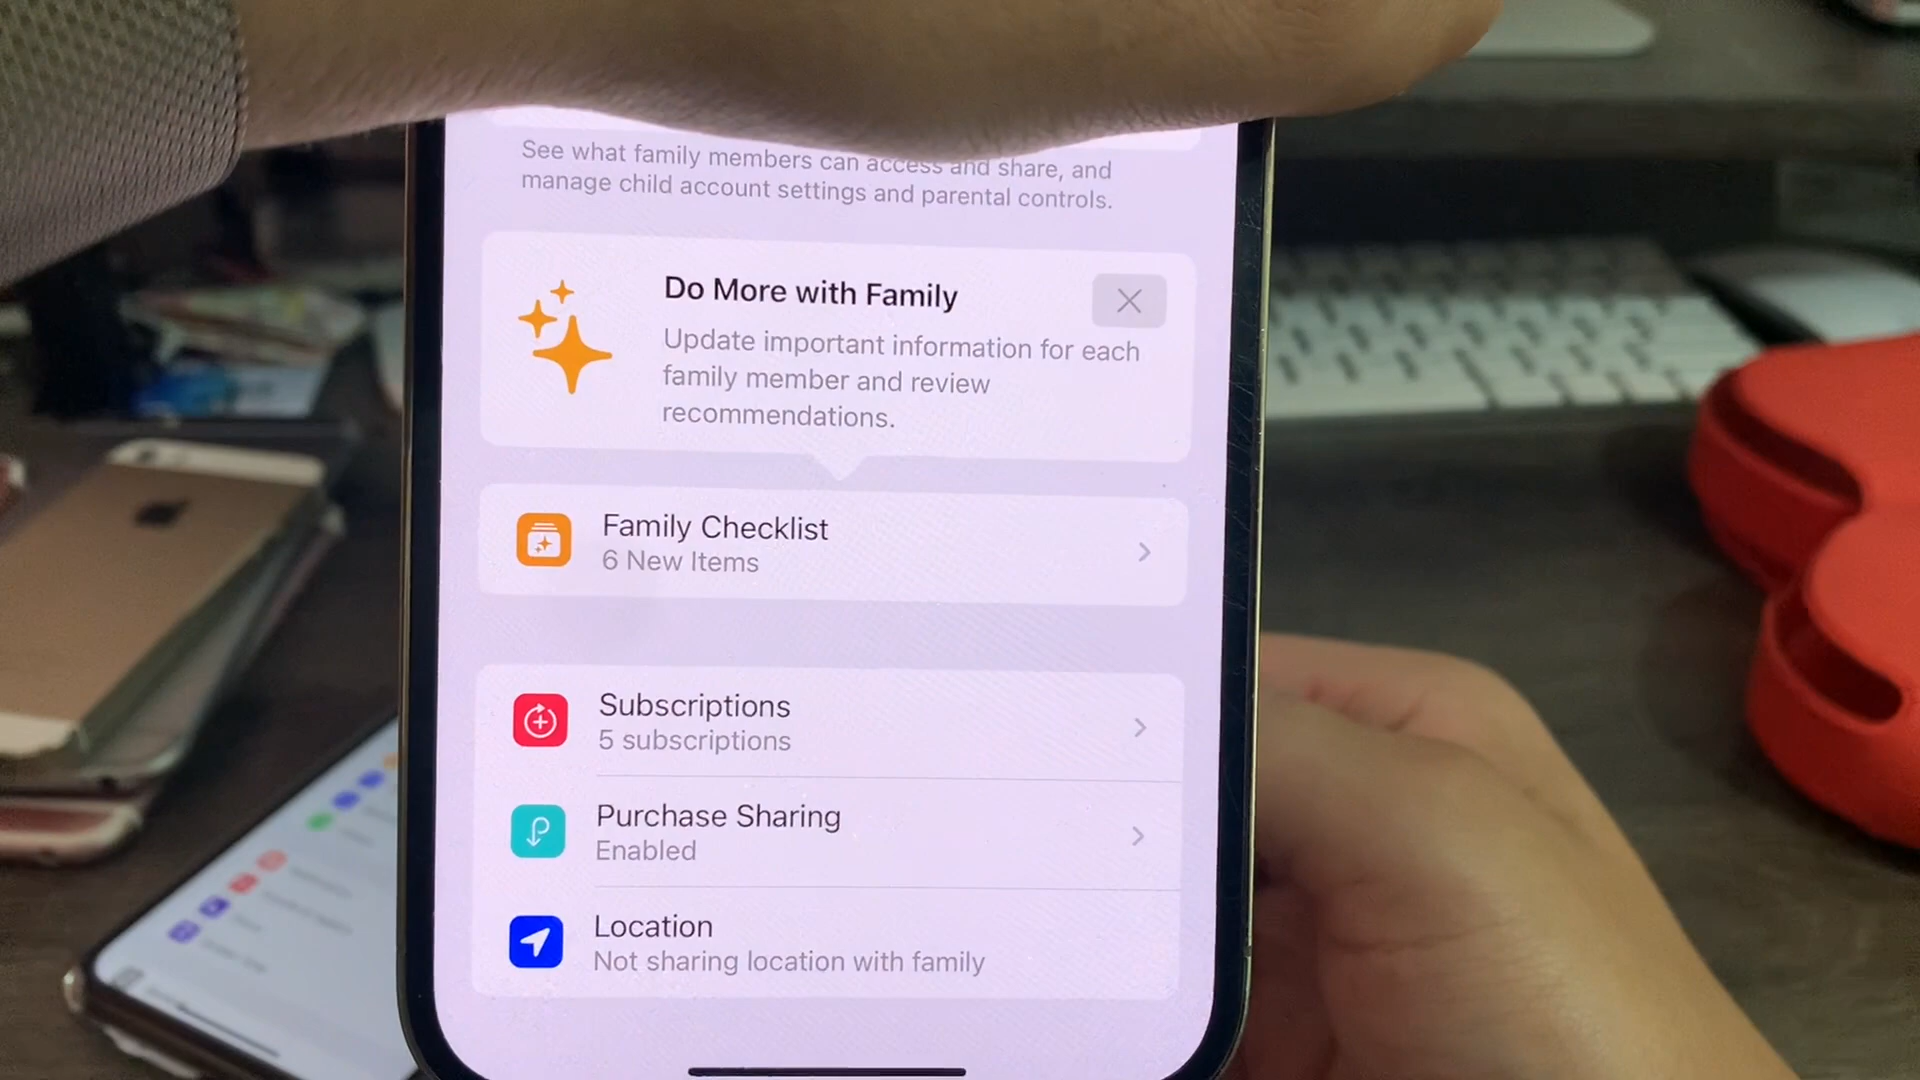 See what family members can access and share, and
manage child account settings and parental controls.
Do More with Family
Update important information for each
family member and review
recommendations.
Family Checklist
6 New Items
Subscriptions
5 subscriptions
Purchase Sharing
Enabled
Location
Not sharing location with family